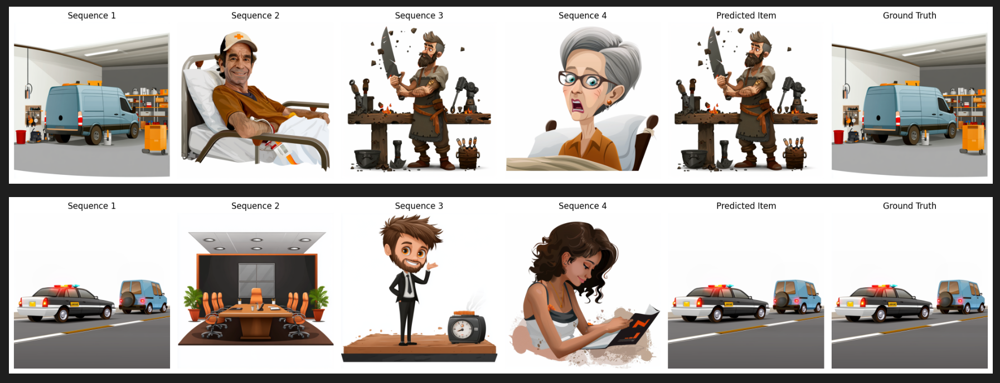 Sequence 1
Sequence 2
Sequence 3
Sequence 4
Predicted Item
Ground Truth
Sequence 1
Sequence 2
Sequence 3
Sequence 4
Predicted Item
Ground Truth